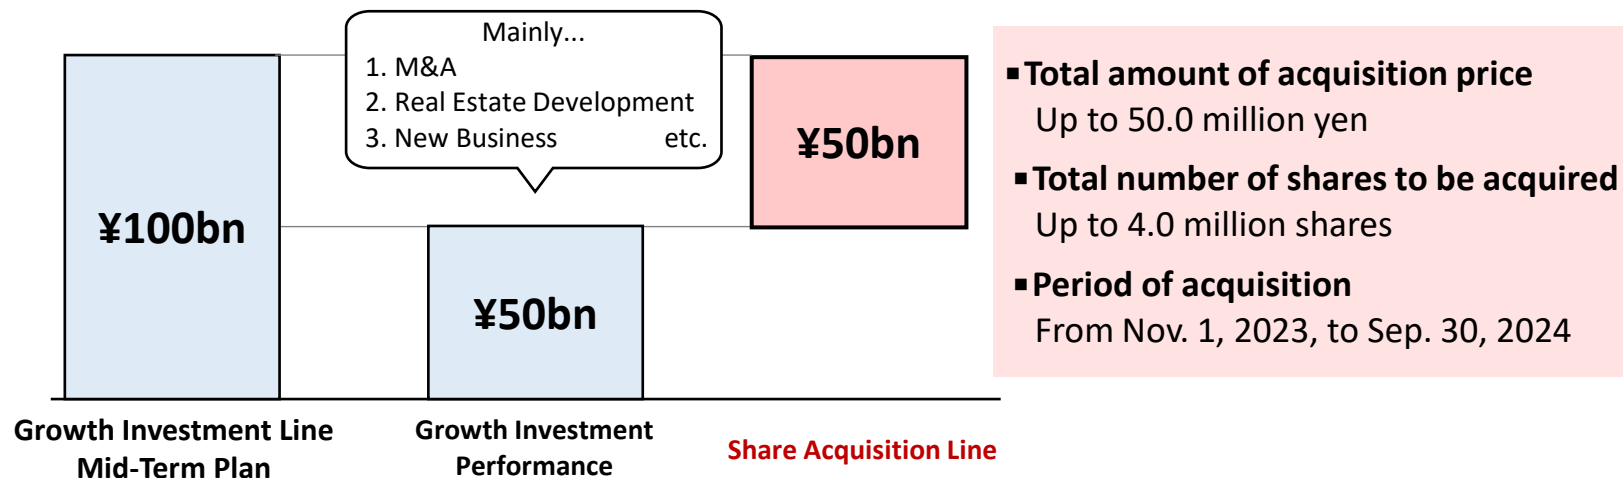 Mainly...
1. M&A
2. Real Estate Development
3. New Business etc.
¥100bn
¥50bn
¥50bn
Growth Investment Line
Mid-Term Plan
Growth Investment
Performance
Share Acquisition Line
▪Total amount of acquisition price
Up to 50.0 million yen
▪Total number of shares to be acquired
Up to 4.0 million shares
▪Period of acquisition
From Nov. 1, 2023, to Sep. 30, 2024